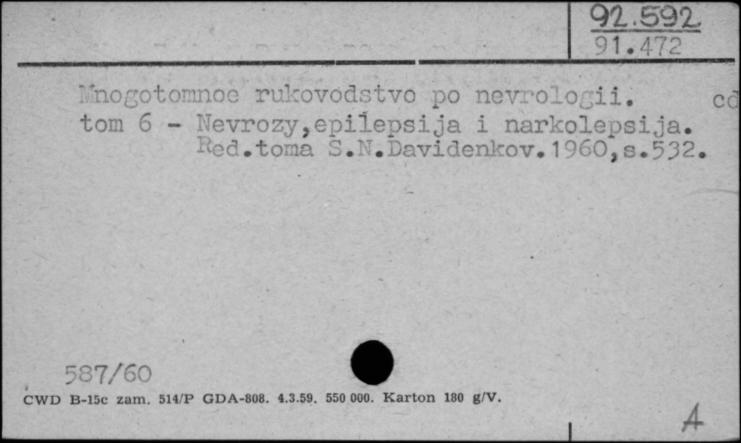 92.592
91.472
Mnogotomnoe rukovodstvo po nevrologii. cd
tom 6 - Nevrozy,epilepsija i narkolepsija.
Red.toma S.N.Davidenkov.1960,s.532.
587/60
CWD B-15c zam. 514/P GDA-808. 4.3.59. 550 000. Karton 180 g/V.
A